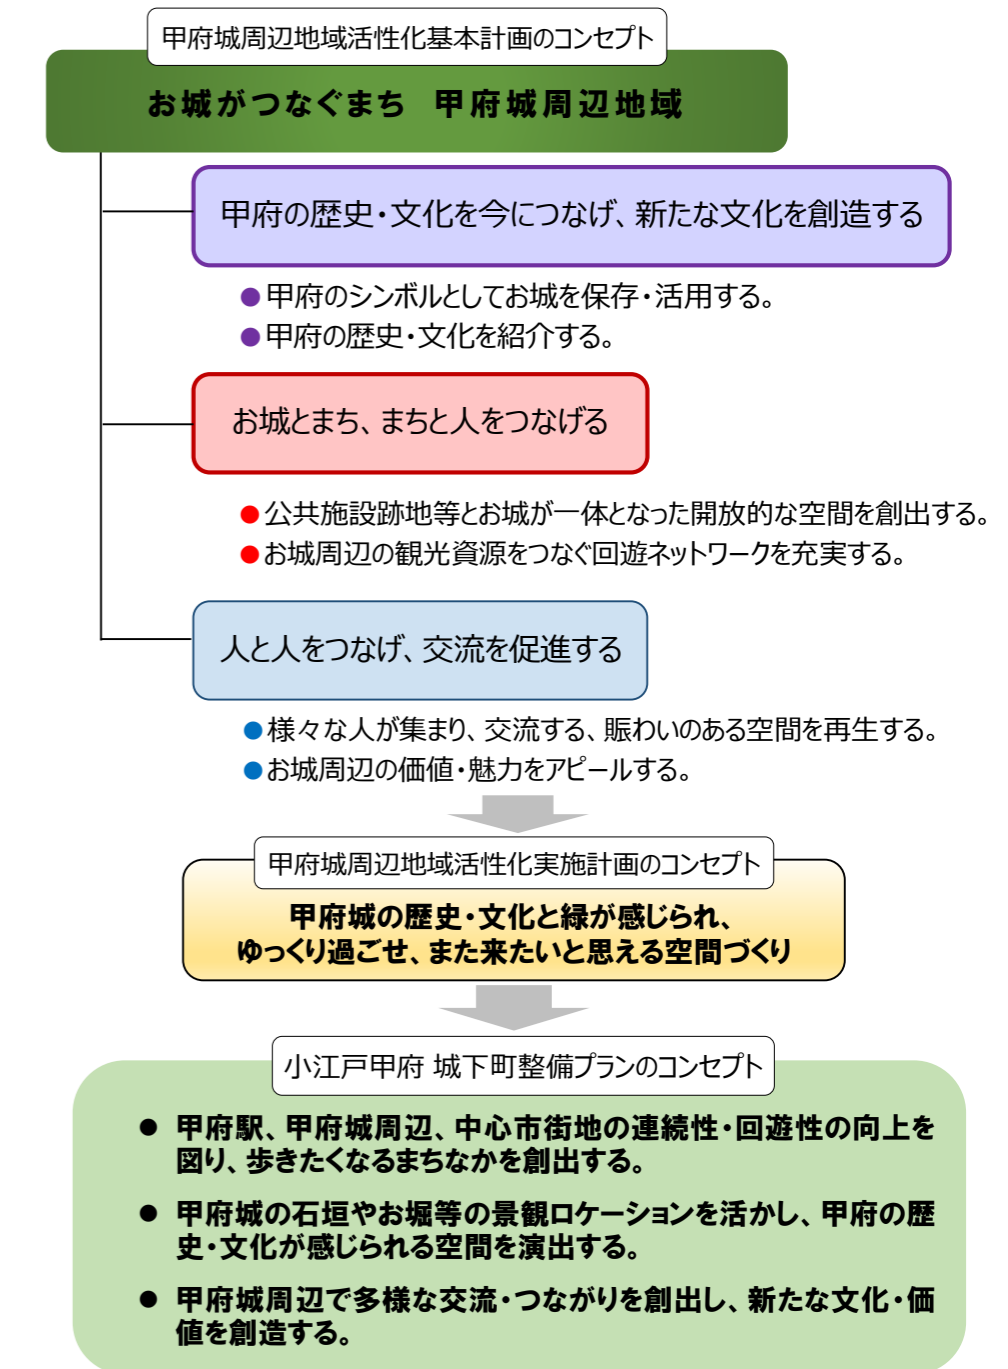 甲府城周辺地域活性化基本計画のコンセプト
お城がつなぐまち　甲府城周辺地域
甲府の歴史・文化を今につなげ、新たな文化を創造する
●甲府のシンボルとしてお城を保存・活用する。
●甲府の歴史・文化を紹介する。
お城とまち、まちと人をつなげる
●公共施設跡地等とお城が一体となった開放的な空間を創出する。
●お城周辺の観光資源をつなぐ回遊ネットワークを充実する。
人と人をつなげ、交流を促進する
●様々な人が集まり、交流する、賑わいのある空間を再生する。
●お城周辺の価値・魅力をアピールする。
甲府城周辺地域活性化実施計画のコンセプト
甲府城の歴史・文化と緑が感じられ、
ゆっくり過ごせ、また来たいと思える空間づくり
小江戸甲府 城下町整備プランのコンセプト
● 甲府駅、甲府城周辺、中心市街地の連続性・回遊性の向上を
図り、歩きたくなるまちなかを創出する。
● 甲府城の石垣やお堀等の景観ロケーションを活かし、甲府の歴
史・文化が感じられる空間を演出する。
● 甲府城周辺で多様な交流・つながりを創出し、新たな文化・価
値を創造する。